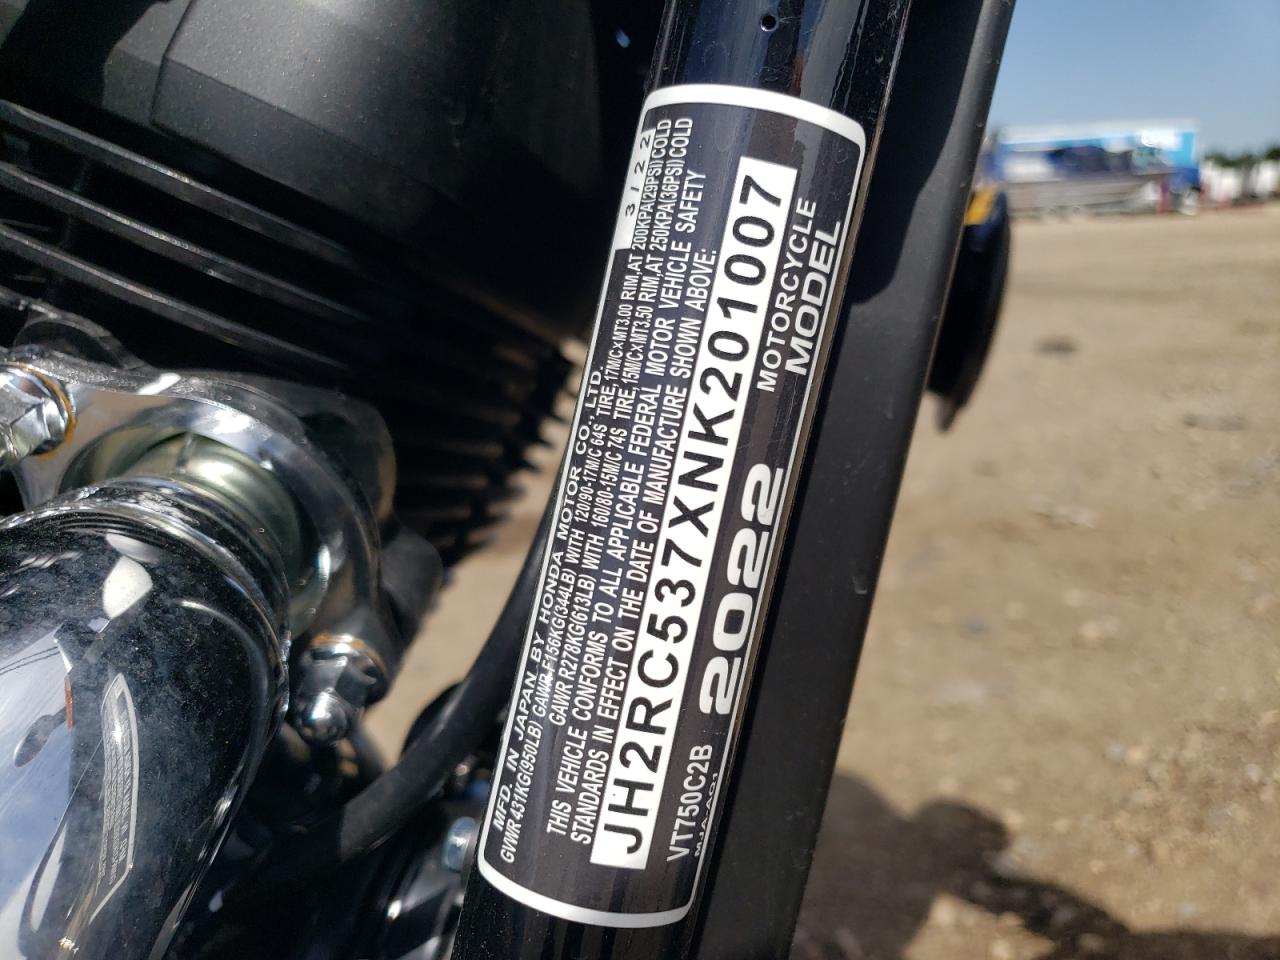 MFD. IN JAPAN BY HONDA MOTOR CO., LTD. 3/22
GVWR 431KG(950LB) GAWR F156KG(344LB) WITH 120/90-17M/C 64S TIRE,17M/C×MT3.00 RIM,AT 200KPA(29PSI)COLD
GAWR R278KG(613LB) WITH 160/80-15M/C 74S TIRE,15M/C×MT3.50 RIM,AT 250KPA(36PSI)COLD
THIS VEHICLE CONFORMS TO ALL APPLICABLE FEDERAL MOTOR VEHICLE SAFETY
STANDARDS IN EFFECT ON THE DATE OF MANUFACTURE SHOWN ABOVE:
JH2RC537XNK201007
VT750C2B 2022 MOTORCYCLE
MJA-A01 MODEL